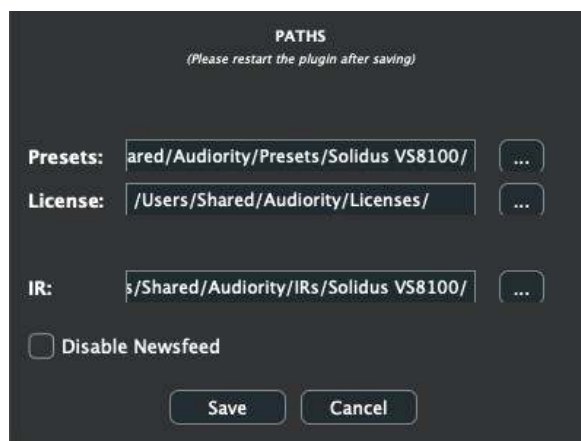 PATHS
(Please restart the plugin after saving)
Presets: ared/Audiority/Presets/Solidus VS8100/ ...
License: /Users/Shared/Audiority/Licenses/ ...
IR: s/Shared/Audiority/IRs/Solidus VS8100/ ...
Disable Newsfeed
Save Cancel